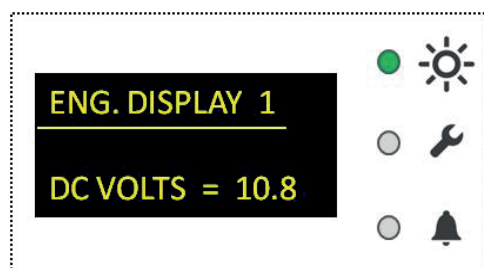 ENG. DISPLAY 1
DC VOLTS = 10.8